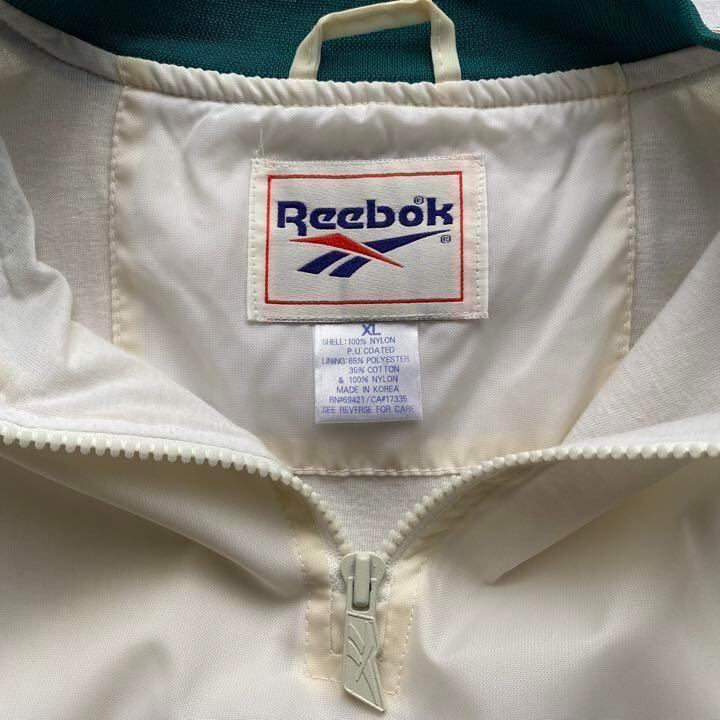 Reebok®
®
XL
SHELL: 100% NYLON
P.U. COATED
LINING: 65% POLYESTER
35% COTTON
& 100% NYLON
MADE IN KOREA
RN#69421/CA#17335
SEE REVERSE FOR CARE